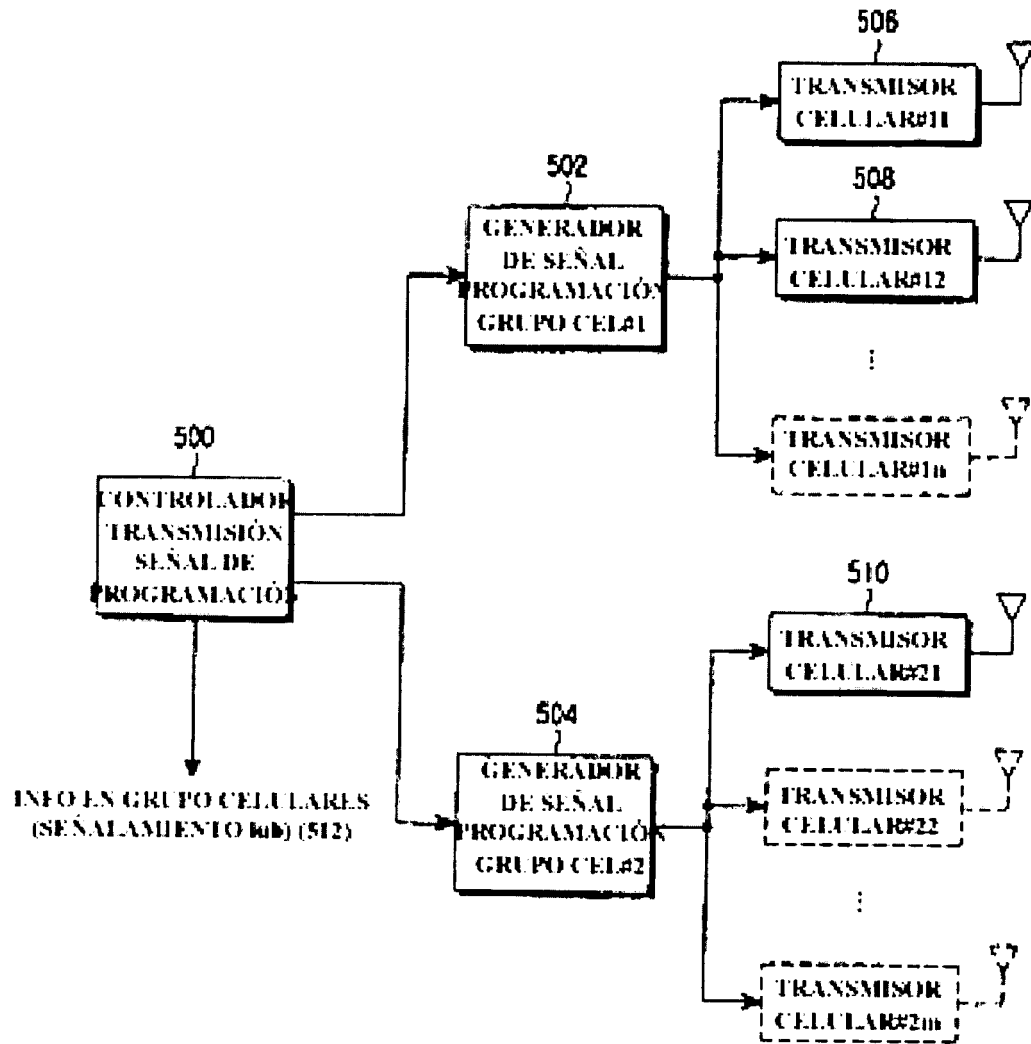 506
TRANSMISOR
CELULAR#11
502
GENERADOR
DE SEÑAL
PROGRAMACIÓN
GRUPO CEL#1
508
TRANSMISOR
CELULAR#12
TRANSMISOR
CELULAR#1n
500
CONTROLADOR
TRANSMISIÓN
SEÑAL DE
PROGRAMACIÓN
510
TRANSMISOR
CELULAR#21
504
GENERADOR
DE SEÑAL
PROGRAMACIÓN
GRUPO CEL#2
INFO EN GRUPO CELULARES
(SEÑALAMIENTO Iub) (512)
TRANSMISOR
CELULAR#22
TRANSMISOR
CELULAR#2m